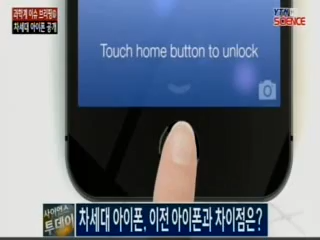 과학계 이슈 브리핑②
차세대 아이폰 공개
YTN
SCIENCE
Touch home button to unlock
사이언스
투데이
차세대 아이폰, 이전 아이폰과 차이점은?